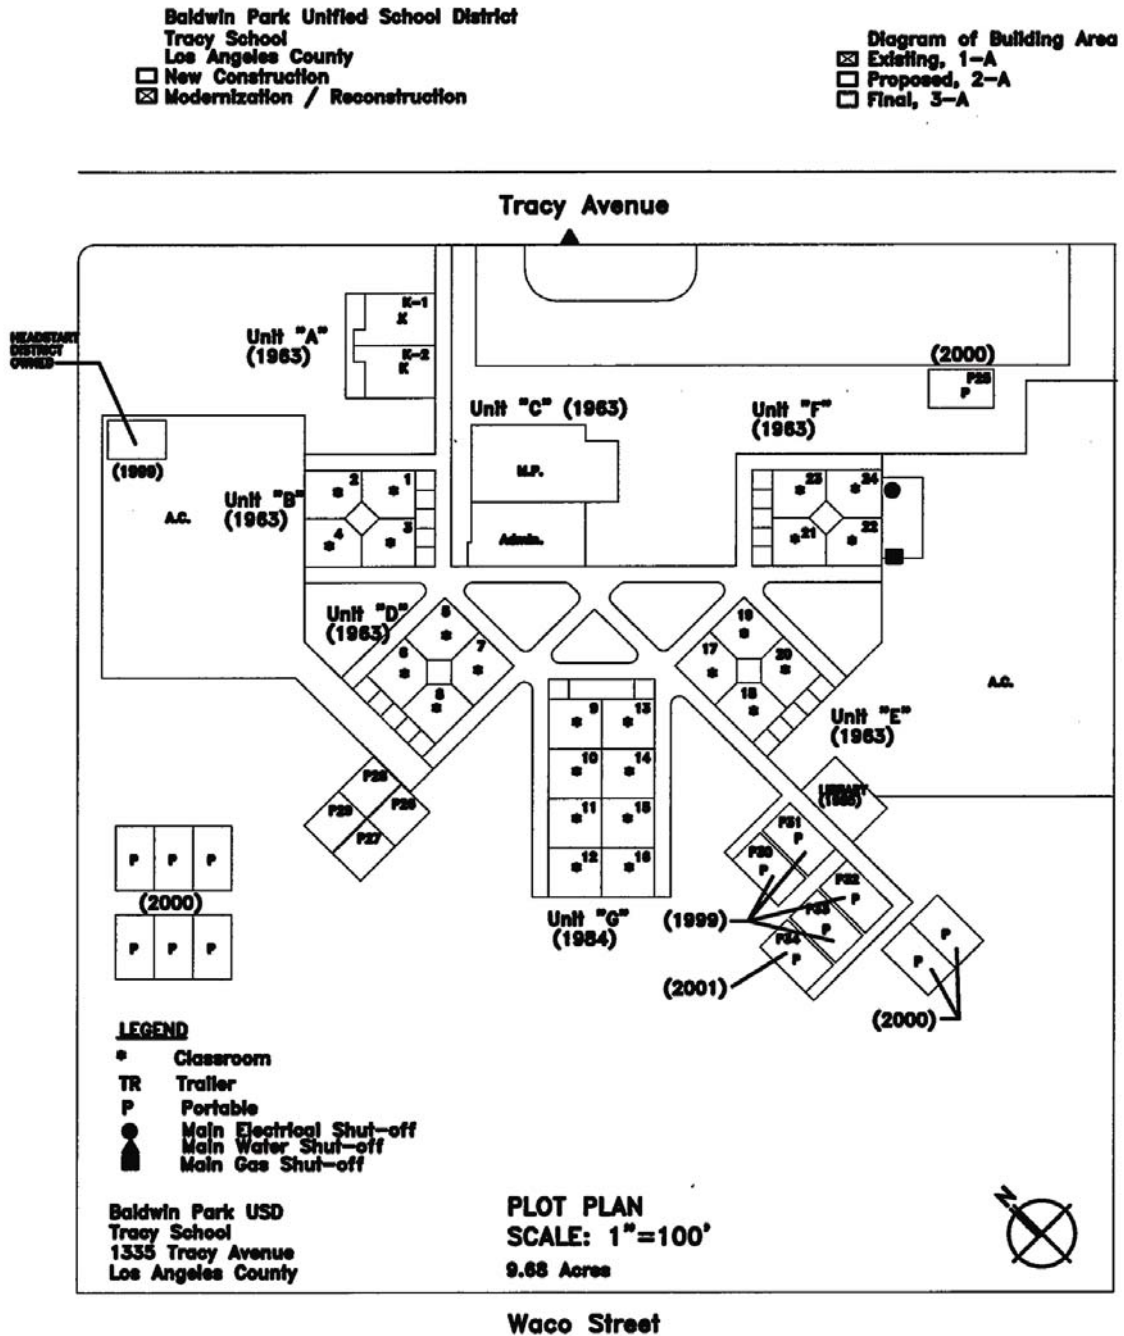 Baldwin Park Unified School District
Tracy School
Los Angeles County
New Construction
Modernization / Reconstruction
Diagram of Building Area
Existing, 1-A
Proposed, 2-A
Final, 3-A
Tracy Avenue
K-1
K
K-2
K
Unit "A"
(1963)
HEADSTART
DISTRICT
OWNED
(1999)
A.C.
Unit "B"
(1963)
2
1
4
3
Unit "C" (1963)
M.P.
Admin.
Unit "F"
(1963)
(2000)
P25
P
23
24
21
22
Unit "D"
(1963)
5
6
7
8
19
17
20
18
A.C.
Unit "E"
(1963)
9
13
10
14
11
15
12
16
Unit "G"
(1984)
P28
P29
P26
P27
LIBRARY
P31
P
P30
P
P32
P
P33
P
P34
P
(1999)
(2001)
P
P
(2000)
P P P
(2000)
P P P
LEGEND
* Classroom
TR Trailer
P Portable
Main Electrical Shut-off
Main Water Shut-off
Main Gas Shut-off
Baldwin Park USD
Tracy School
1335 Tracy Avenue
Los Angeles County
PLOT PLAN
SCALE: 1"=100'
9.68 Acres
N
Waco Street